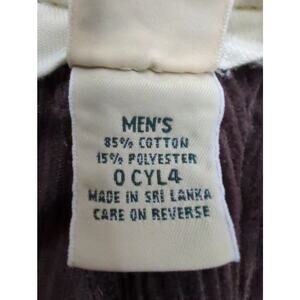 MEN'S
85% COTTON
15% POLYESTER
0 CYL4
MADE IN SRI LANKA
CARE ON REVERSE